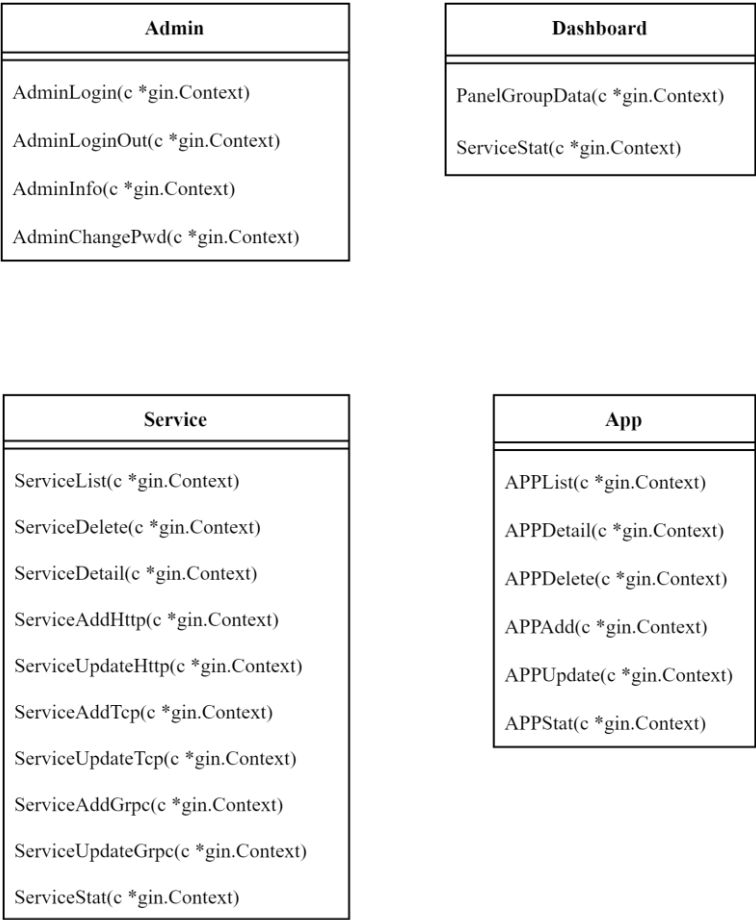 Admin
AdminLogin(c *gin.Context)
AdminLoginOut(c *gin.Context)
AdminInfo(c *gin.Context)
AdminChangePwd(c *gin.Context)
Dashboard
PanelGroupData(c *gin.Context)
ServiceStat(c *gin.Context)
Service
ServiceList(c *gin.Context)
ServiceDelete(c *gin.Context)
ServiceDetail(c *gin.Context)
ServiceAddHttp(c *gin.Context)
ServiceUpdateHttp(c *gin.Context)
ServiceAddTcp(c *gin.Context)
ServiceUpdateTcp(c *gin.Context)
ServiceAddGrpc(c *gin.Context)
ServiceUpdateGrpc(c *gin.Context)
ServiceStat(c *gin.Context)
App
APPList(c *gin.Context)
APPDetail(c *gin.Context)
APPDelete(c *gin.Context)
APPAdd(c *gin.Context)
APPUpdate(c *gin.Context)
APPStat(c *gin.Context)